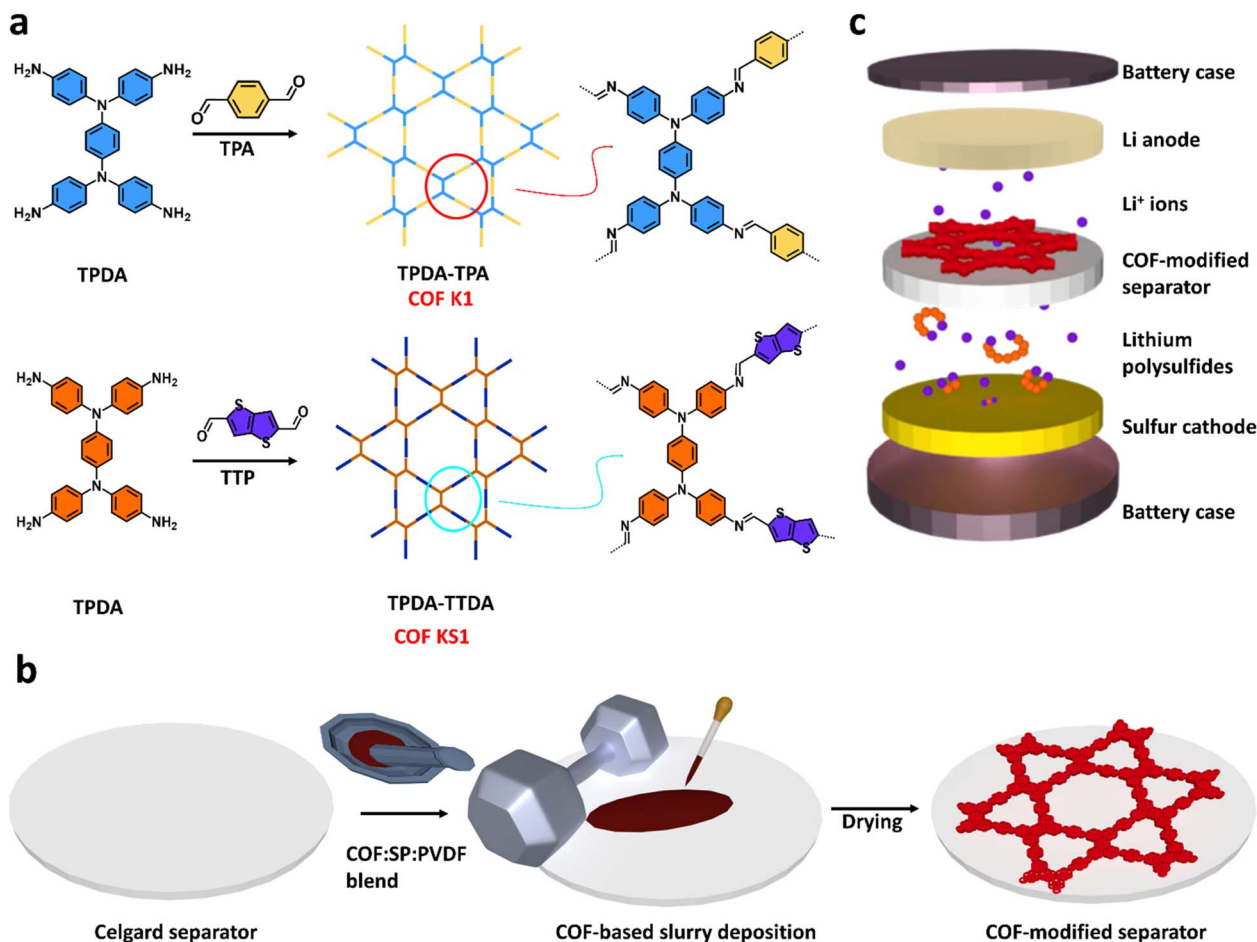 a
H₂N
NH₂
N
N
H₂N
NH₂
TPDA
O
O
TPA
TPDA-TPA
COF K1
N
N
N
N
N
N
H₂N
NH₂
N
N
H₂N
NH₂
TPDA
O
S
S
O
TTP
TPDA-TTDA
COF KS1
S
S
N
N
N
N
N
N
S
S
c
Battery case
Li anode
Li⁺ ions
COF-modified
separator
Lithium
polysulfides
Sulfur cathode
Battery case
b
Celgard separator
COF:SP:PVDF
blend
COF-based slurry deposition
Drying
COF-modified separator